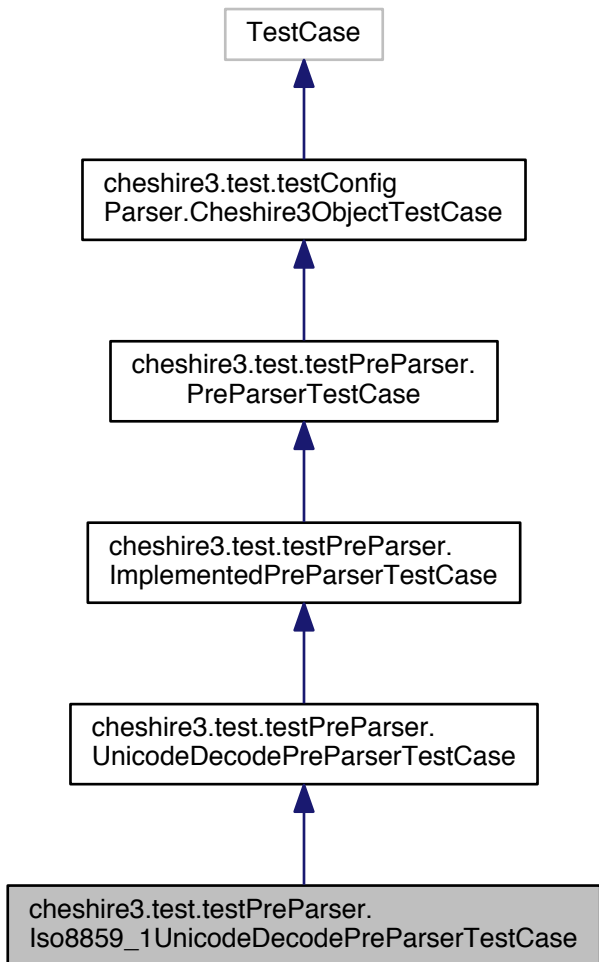 TestCase
cheshire3.test.testConfig
Parser.Cheshire3ObjectTestCase
cheshire3.test.testPreParser.
PreParserTestCase
cheshire3.test.testPreParser.
ImplementedPreParserTestCase
cheshire3.test.testPreParser.
UnicodeDecodePreParserTestCase
cheshire3.test.testPreParser.
Iso8859_1UnicodeDecodePreParserTestCase